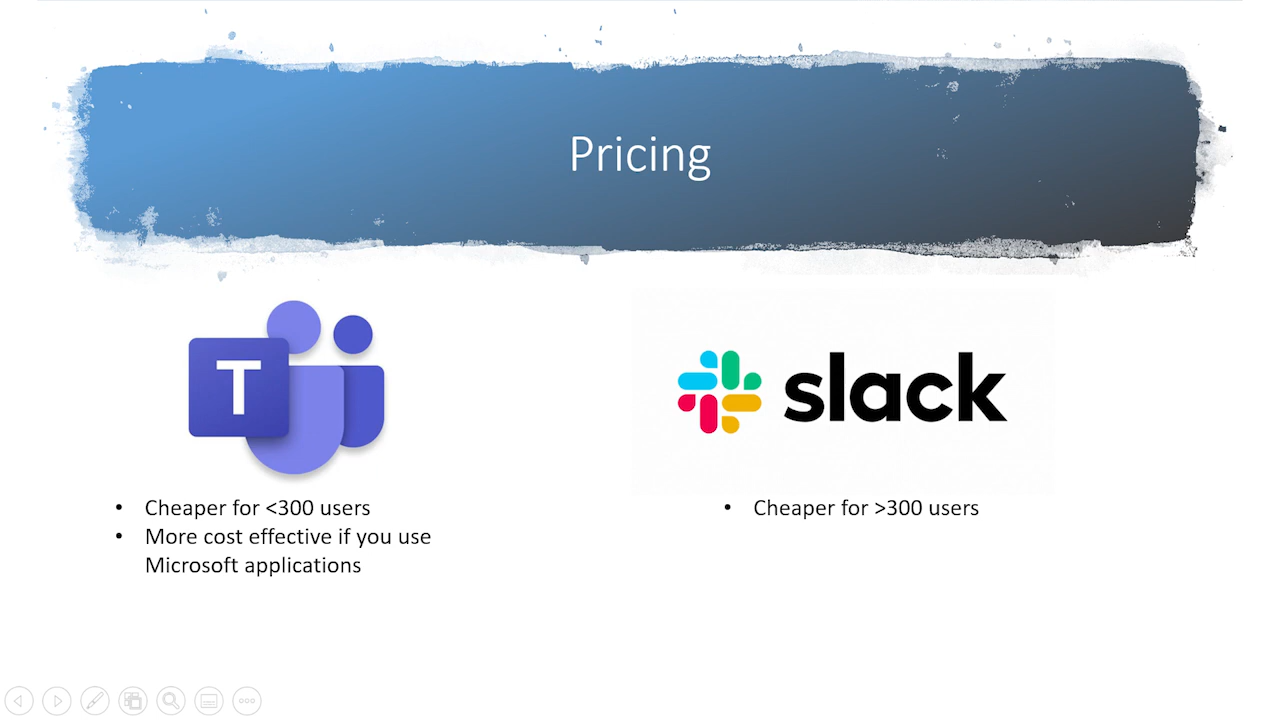 Pricing
T
slack
• Cheaper for <300 users
• More cost effective if you use
Microsoft applications
• Cheaper for >300 users